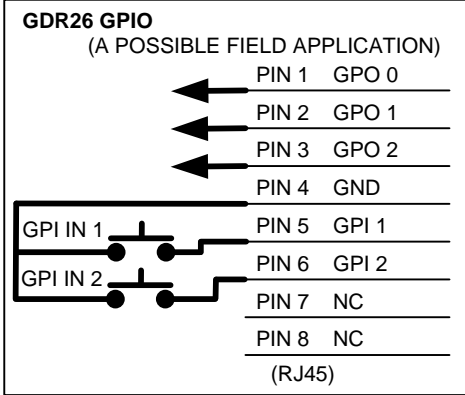 GDR26 GPIO
(A POSSIBLE FIELD APPLICATION)
PIN 1 GPO 0
PIN 2 GPO 1
PIN 3 GPO 2
PIN 4 GND
GPI IN 1
PIN 5 GPI 1
GPI IN 2
PIN 6 GPI 2
PIN 7 NC
PIN 8 NC
(RJ45)